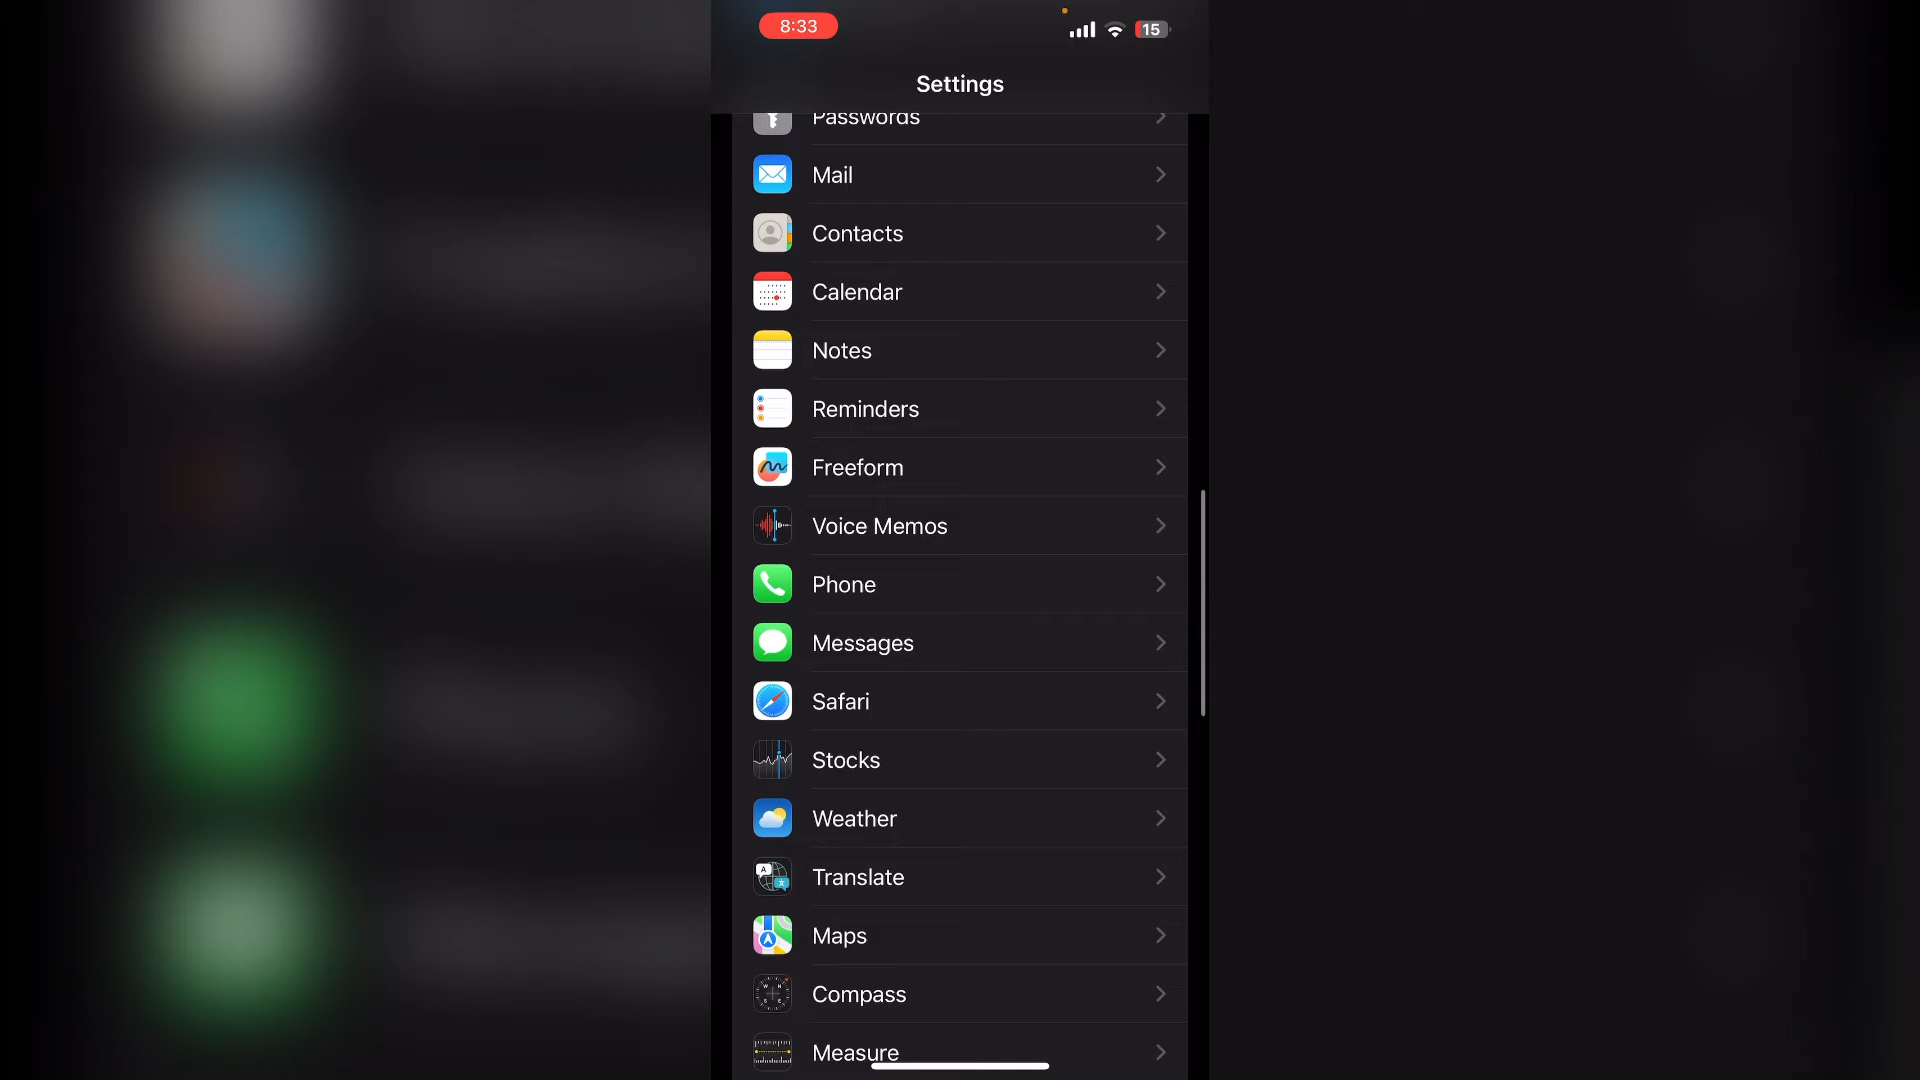 8:33
15
Settings
Passwords
Mail
Contacts
Calendar
Notes
Reminders
Freeform
Voice Memos
Phone
Messages
Safari
Stocks
Weather
Translate
Maps
Compass
Measure